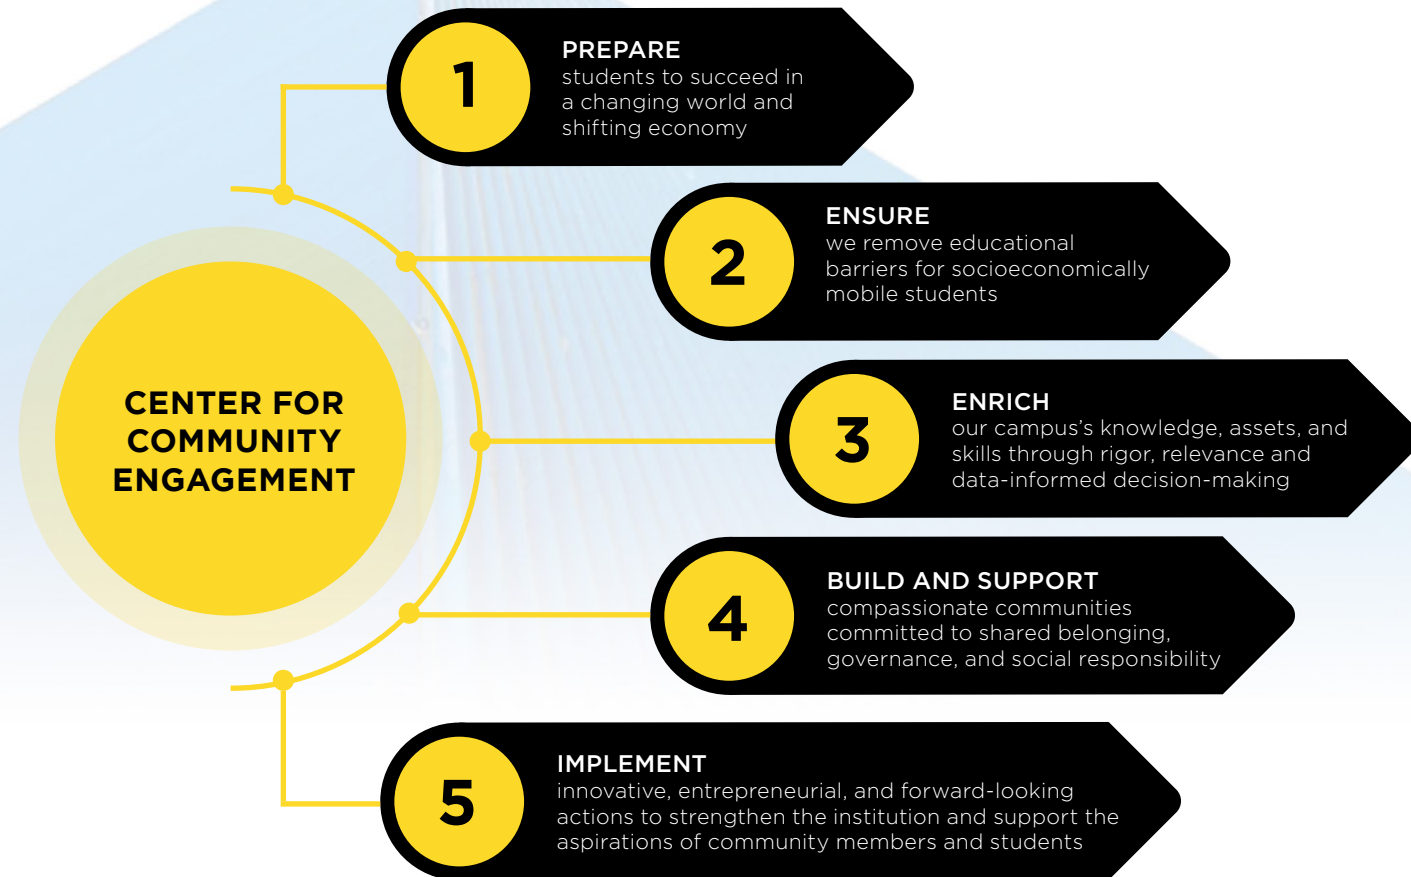 1
PREPARE
students to succeed in
a changing world and
shifting economy
2
ENSURE
we remove educational
barriers for socioeconomically
mobile students
CENTER FOR
COMMUNITY
ENGAGEMENT
3
ENRICH
our campus’s knowledge, assets, and
skills through rigor, relevance and
data-informed decision-making
4
BUILD AND SUPPORT
compassionate communities
committed to shared belonging,
governance, and social responsibility
5
IMPLEMENT
innovative, entrepreneurial, and forward-looking
actions to strengthen the institution and support the
aspirations of community members and students